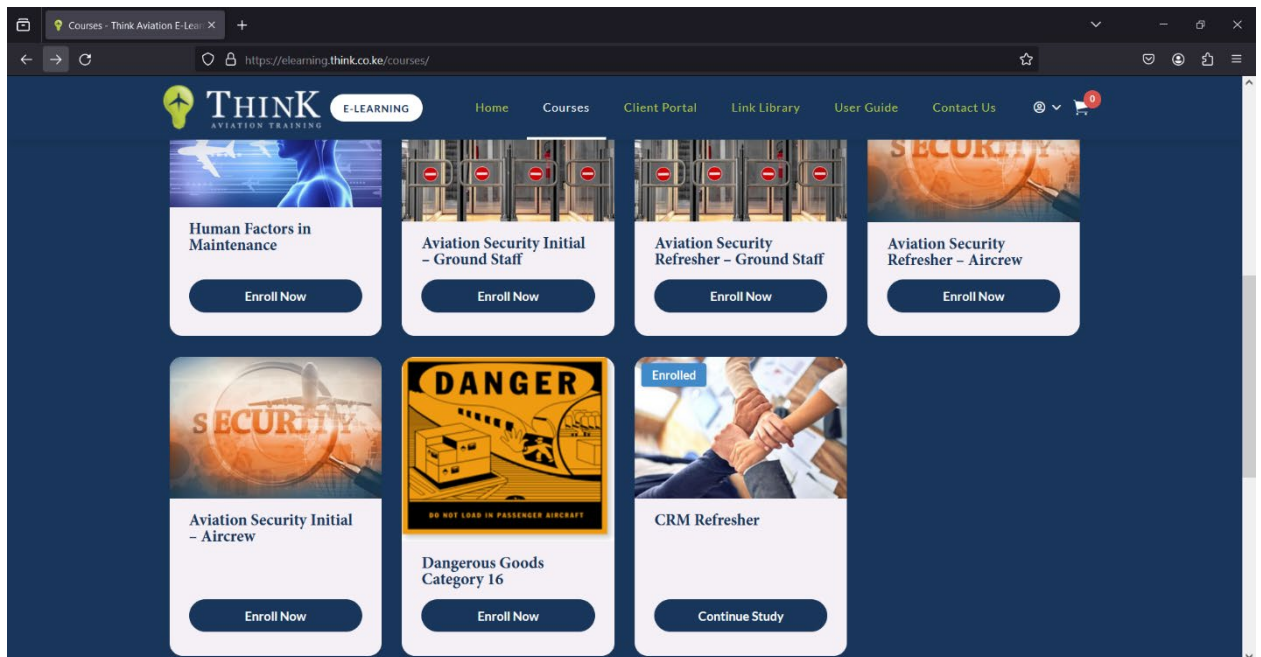 Courses - Think Aviation E-Lear
https://elearning.think.co.ke/courses/
THINK
AVIATION TRAINING
E-LEARNING
Home
Courses
Client Portal
Link Library
User Guide
Contact Us
0
SECURITY
Human Factors in
Maintenance
Enroll Now
Aviation Security Initial
– Ground Staff
Enroll Now
Aviation Security
Refresher – Ground Staff
Enroll Now
Aviation Security
Refresher – Aircrew
Enroll Now
SECURITY
Aviation Security Initial
– Aircrew
Enroll Now
DANGER
DO NOT LOAD IN PASSENGER AIRCRAFT
Dangerous Goods
Category 16
Enroll Now
Enrolled
CRM Refresher
Continue Study